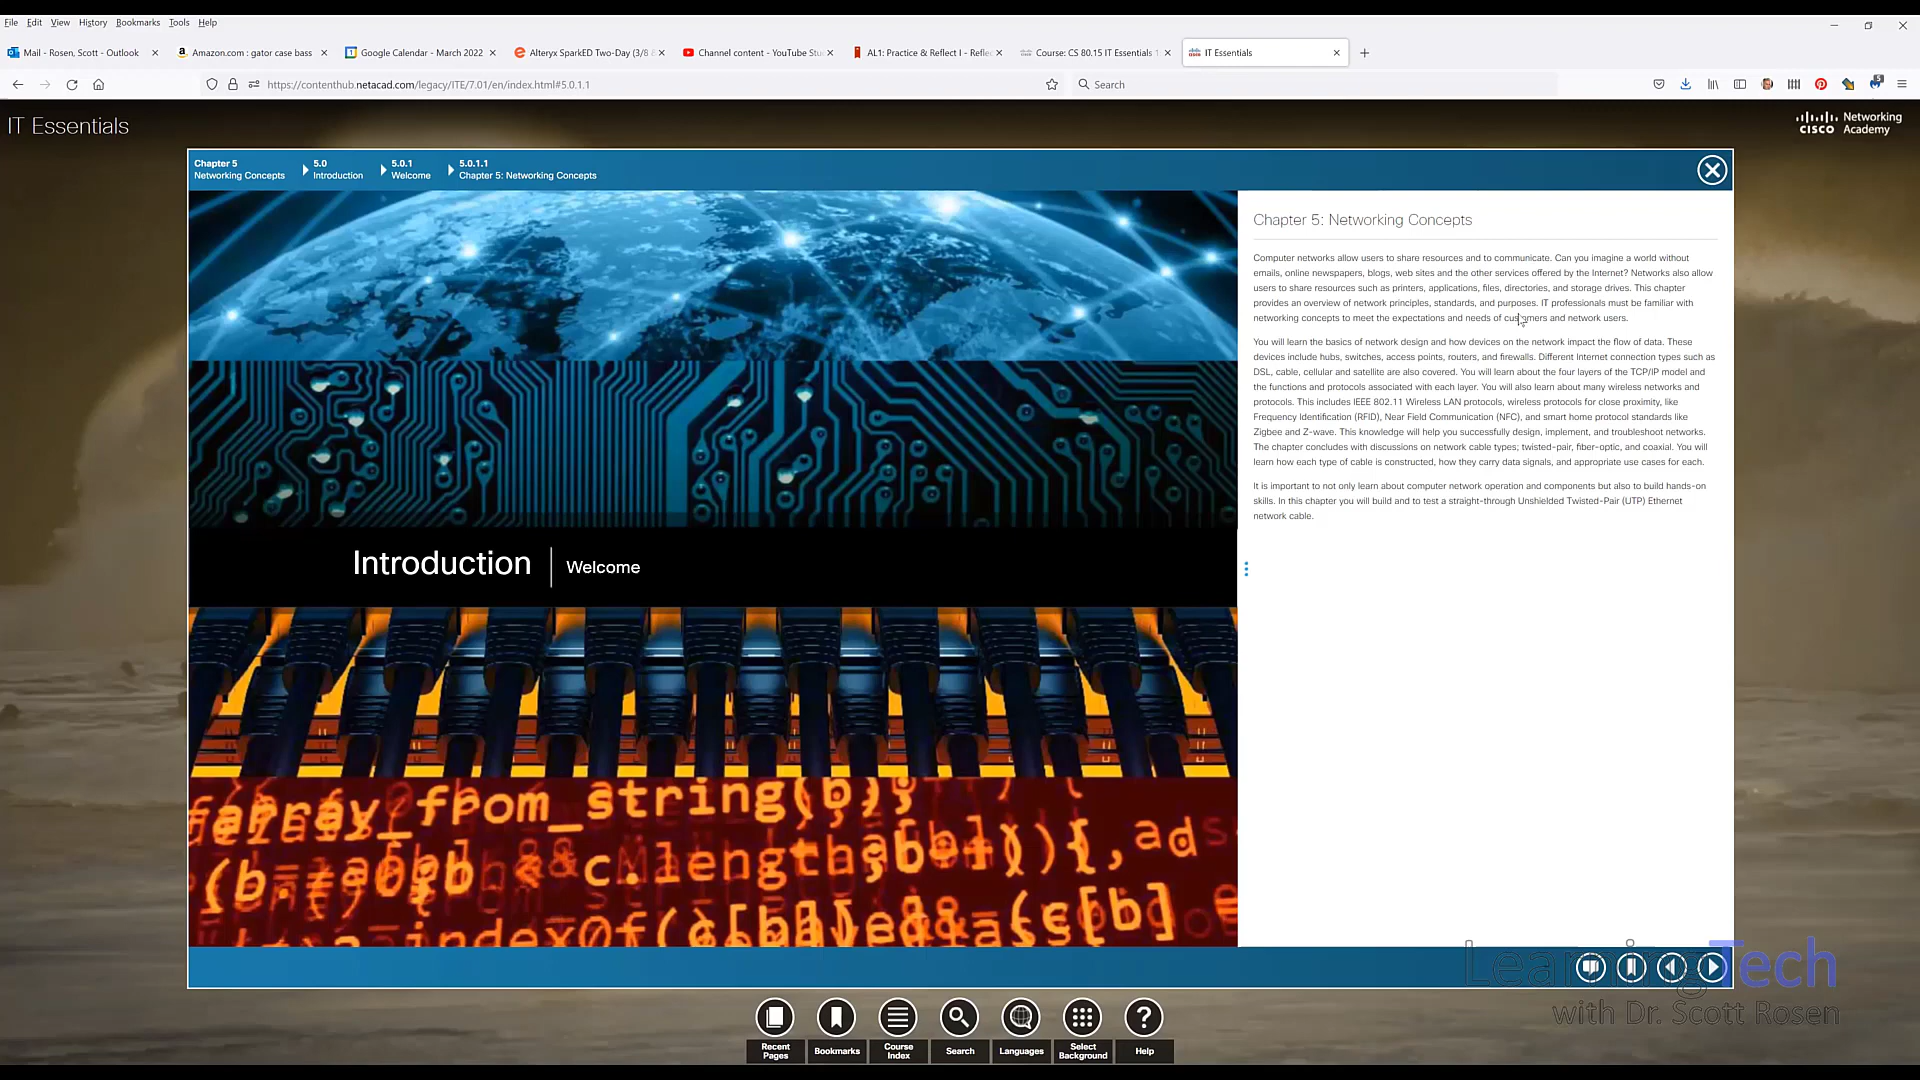 File Edit View History Bookmarks Tools Help
Mail - Rosen, Scott - Outlook
Amazon.com : gator case bass
Google Calendar - March 2022
Alteryx SparkED Two-Day (3/8 &
Channel content - YouTube Stu
AL1: Practice & Reflect I - Refle
Course: CS 80.15 IT Essentials
IT Essentials
https://contenthub.netacad.com/legacy/ITE/7.01/en/index.html#5.0.1.1
Search
5
IT Essentials
CISCO Networking Academy
Chapter 5
Networking Concepts
5.0
Introduction
5.0.1
Welcome
5.0.1.1
Chapter 5: Networking Concepts
Introduction | Welcome
array_from_string(b);
c.length
indexOf(
Chapter 5: Networking Concepts
Computer networks allow users to share resources and to communicate. Can you imagine a world without
emails, online newspapers, blogs, web sites and the other services offered by the Internet? Networks also allow
users to share resources such as printers, applications, files, directories, and storage drives. This chapter
provides an overview of network principles, standards, and purposes. IT professionals must be familiar with
networking concepts to meet the expectations and needs of customers and network users.
You will learn the basics of network design and how devices on the network impact the flow of data. These
devices include hubs, switches, access points, routers, and firewalls. Different Internet connection types such as
DSL, cable, cellular and satellite are also covered. You will learn about the four layers of the TCP/IP model and
the functions and protocols associated with each layer. You will also learn about many wireless networks and
protocols. This includes IEEE 802.11 Wireless LAN protocols, wireless protocols for close proximity, like
Frequency Identification (RFID), Near Field Communication (NFC), and smart home protocol standards like
Zigbee and Z-wave. This knowledge will help you successfully design, implement, and troubleshoot networks.
The chapter concludes with discussions on network cable types; twisted-pair, fiber-optic, and coaxial. You will
learn how each type of cable is constructed, how they carry data signals, and appropriate use cases for each.
It is important to not only learn about computer network operation and components but also to build hands-on
skills. In this chapter you will build and to test a straight-through Unshielded Twisted-Pair (UTP) Ethernet
network cable.
LearningTech
with Dr. Scott Rosen
Recent Pages
Bookmarks
Course Index
Search
Languages
Select Background
Help